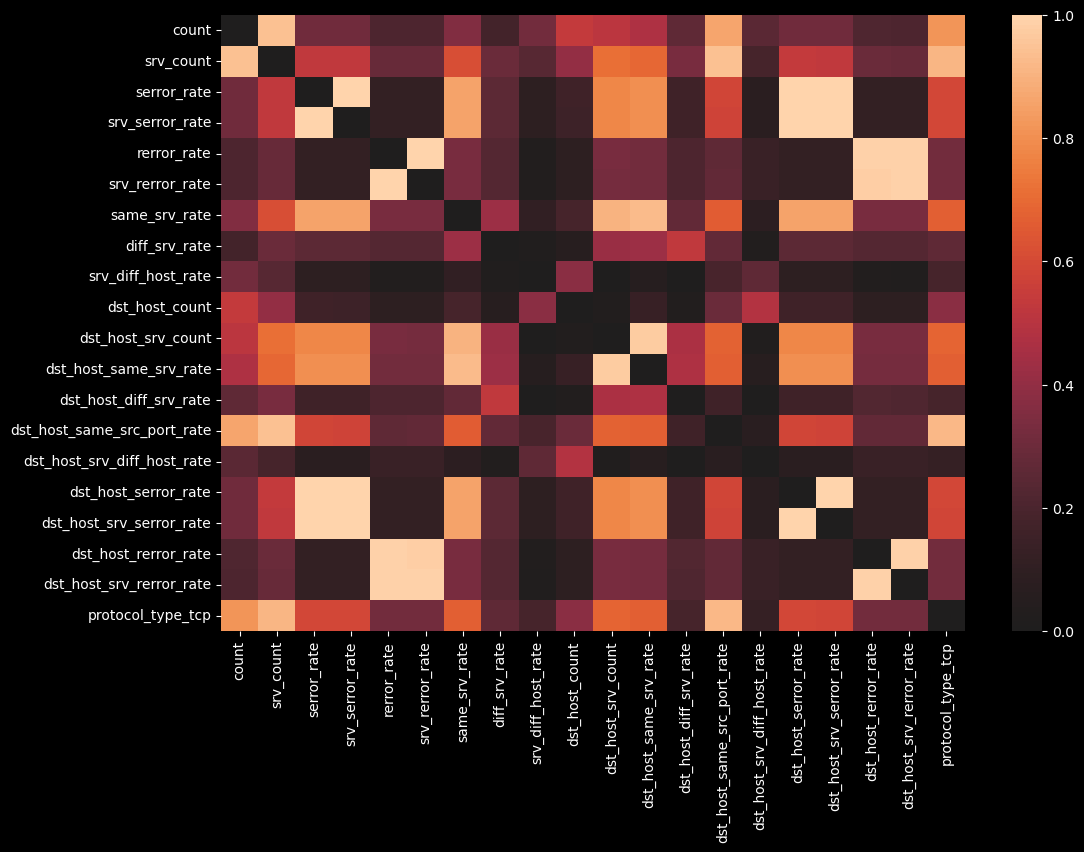 count
srv_count
serror_rate
srv_serror_rate
rerror_rate
srv_rerror_rate
same_srv_rate
diff_srv_rate
srv_diff_host_rate
dst_host_count
dst_host_srv_count
dst_host_same_srv_rate
dst_host_diff_srv_rate
dst_host_same_src_port_rate
dst_host_srv_diff_host_rate
dst_host_serror_rate
dst_host_srv_serror_rate
dst_host_rerror_rate
dst_host_srv_rerror_rate
protocol_type_tcp
count
srv_count
serror_rate
srv_serror_rate
rerror_rate
srv_rerror_rate
same_srv_rate
diff_srv_rate
srv_diff_host_rate
dst_host_count
dst_host_srv_count
dst_host_same_srv_rate
dst_host_diff_srv_rate
dst_host_same_src_port_rate
dst_host_srv_diff_host_rate
dst_host_serror_rate
dst_host_srv_serror_rate
dst_host_rerror_rate
dst_host_srv_rerror_rate
protocol_type_tcp
1.0
0.8
0.6
0.4
0.2
0.0